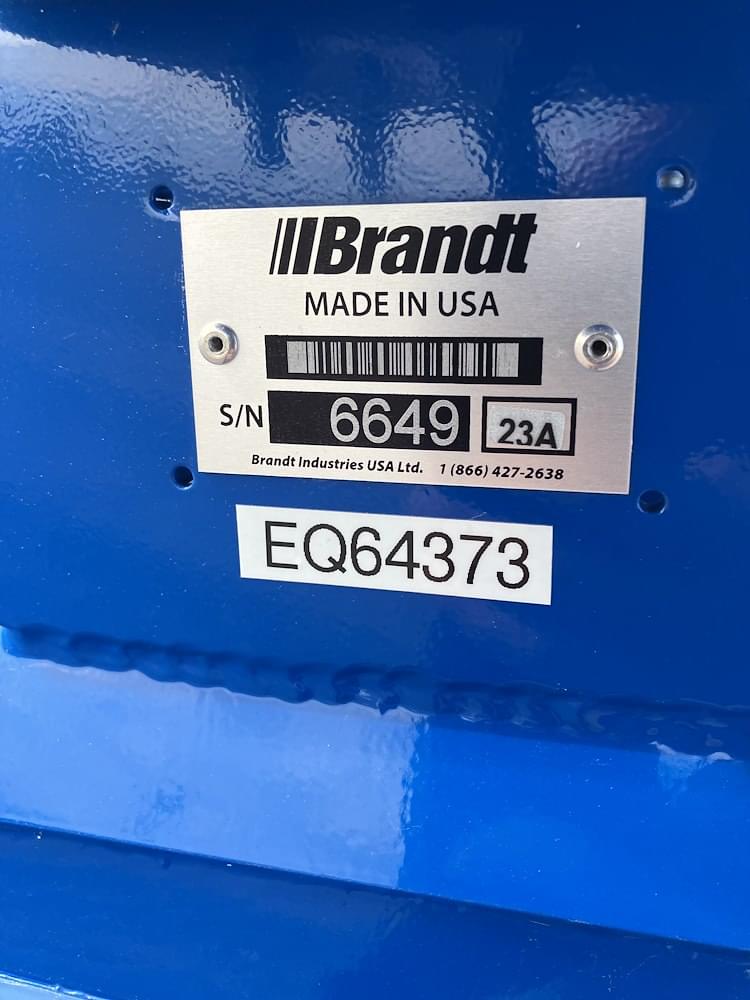 Brandt
MADE IN USA
S/N 6649 23A
Brandt Industries USA Ltd. 1 (866) 427-2638
EQ64373